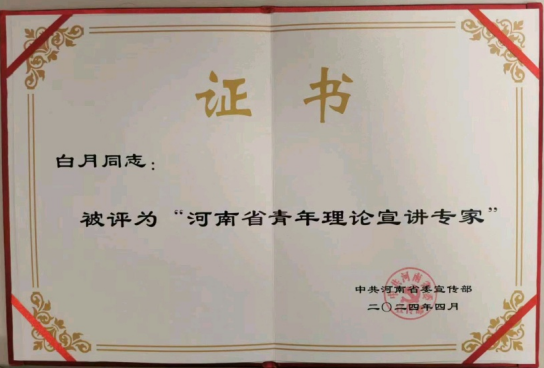 证 书
白月同志：
被评为“河南省青年理论宣讲专家”
中共河南省委宣传部
二〇二四年四月